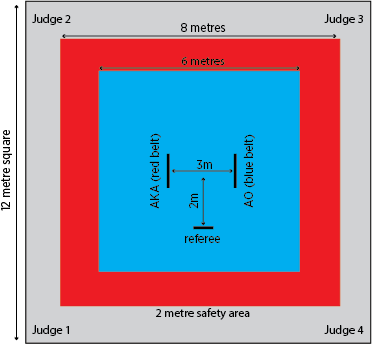 Judge 2
Judge 3
8 metres
6 metres
12 metre square
AKA (red belt)
3m
AO (blue belt)
2m
referee
2 metre safety area
Judge 1
Judge 4